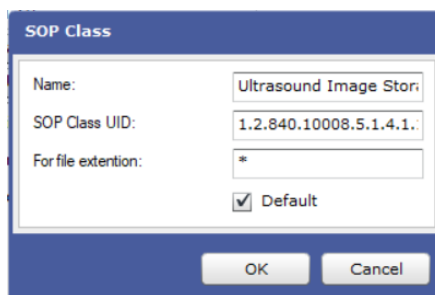 SOP Class
Name: Ultrasound Image Stor
SOP Class UID: 1.2.840.10008.5.1.4.1.
For file extention: *
Default
OK Cancel